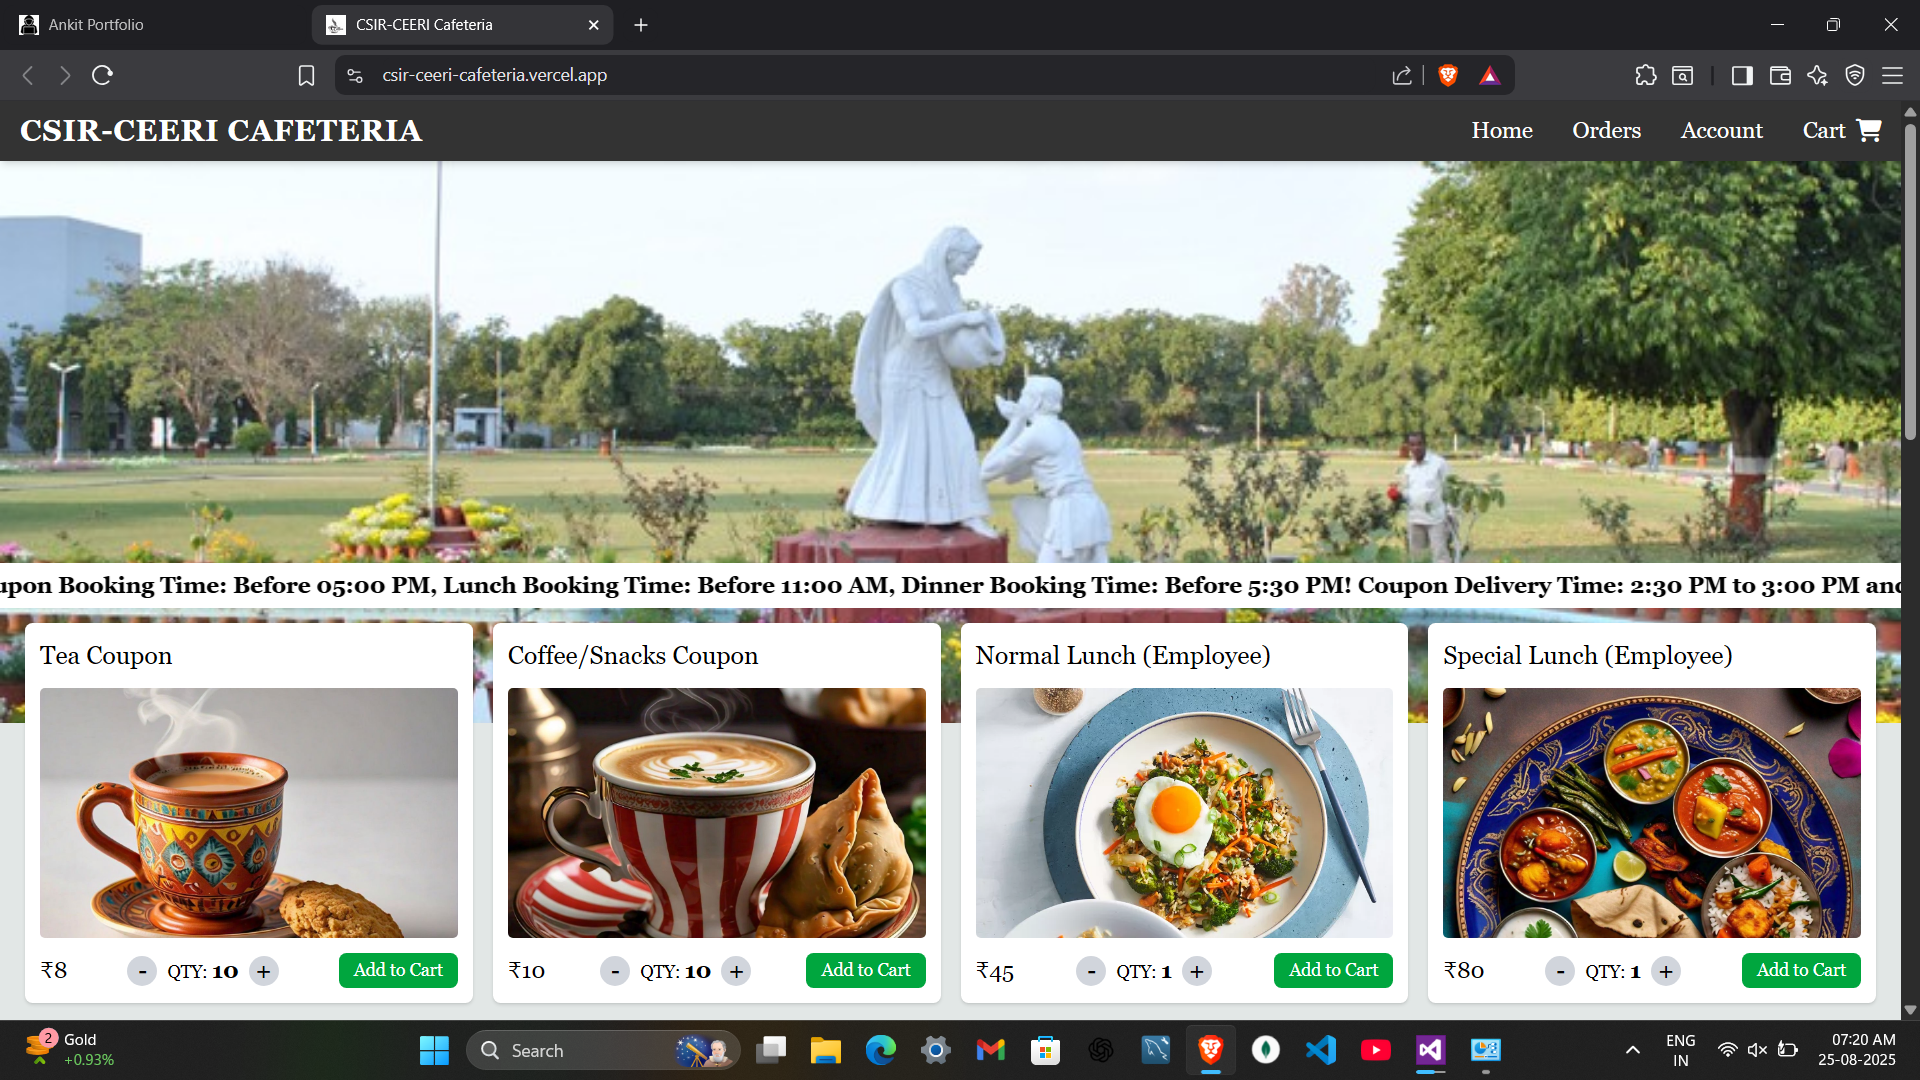 Ankit Portfolio
CSIR-CEERI Cafeteria
csir-ceeri-cafeteria.vercel.app
CSIR-CEERI CAFETERIA
Home Orders Account Cart
upon Booking Time: Before 05:00 PM, Lunch Booking Time: Before 11:00 AM, Dinner Booking Time: Before 5:30 PM! Coupon Delivery Time: 2:30 PM to 3:00 PM and
Tea Coupon
₹8 - QTY: 10 + Add to Cart
Coffee/Snacks Coupon
₹10 - QTY: 10 + Add to Cart
Normal Lunch (Employee)
₹45 - QTY: 1 + Add to Cart
Special Lunch (Employee)
₹80 - QTY: 1 + Add to Cart
2
Gold
+0.93%
Search
ENG
IN
07:20 AM
25-08-2025